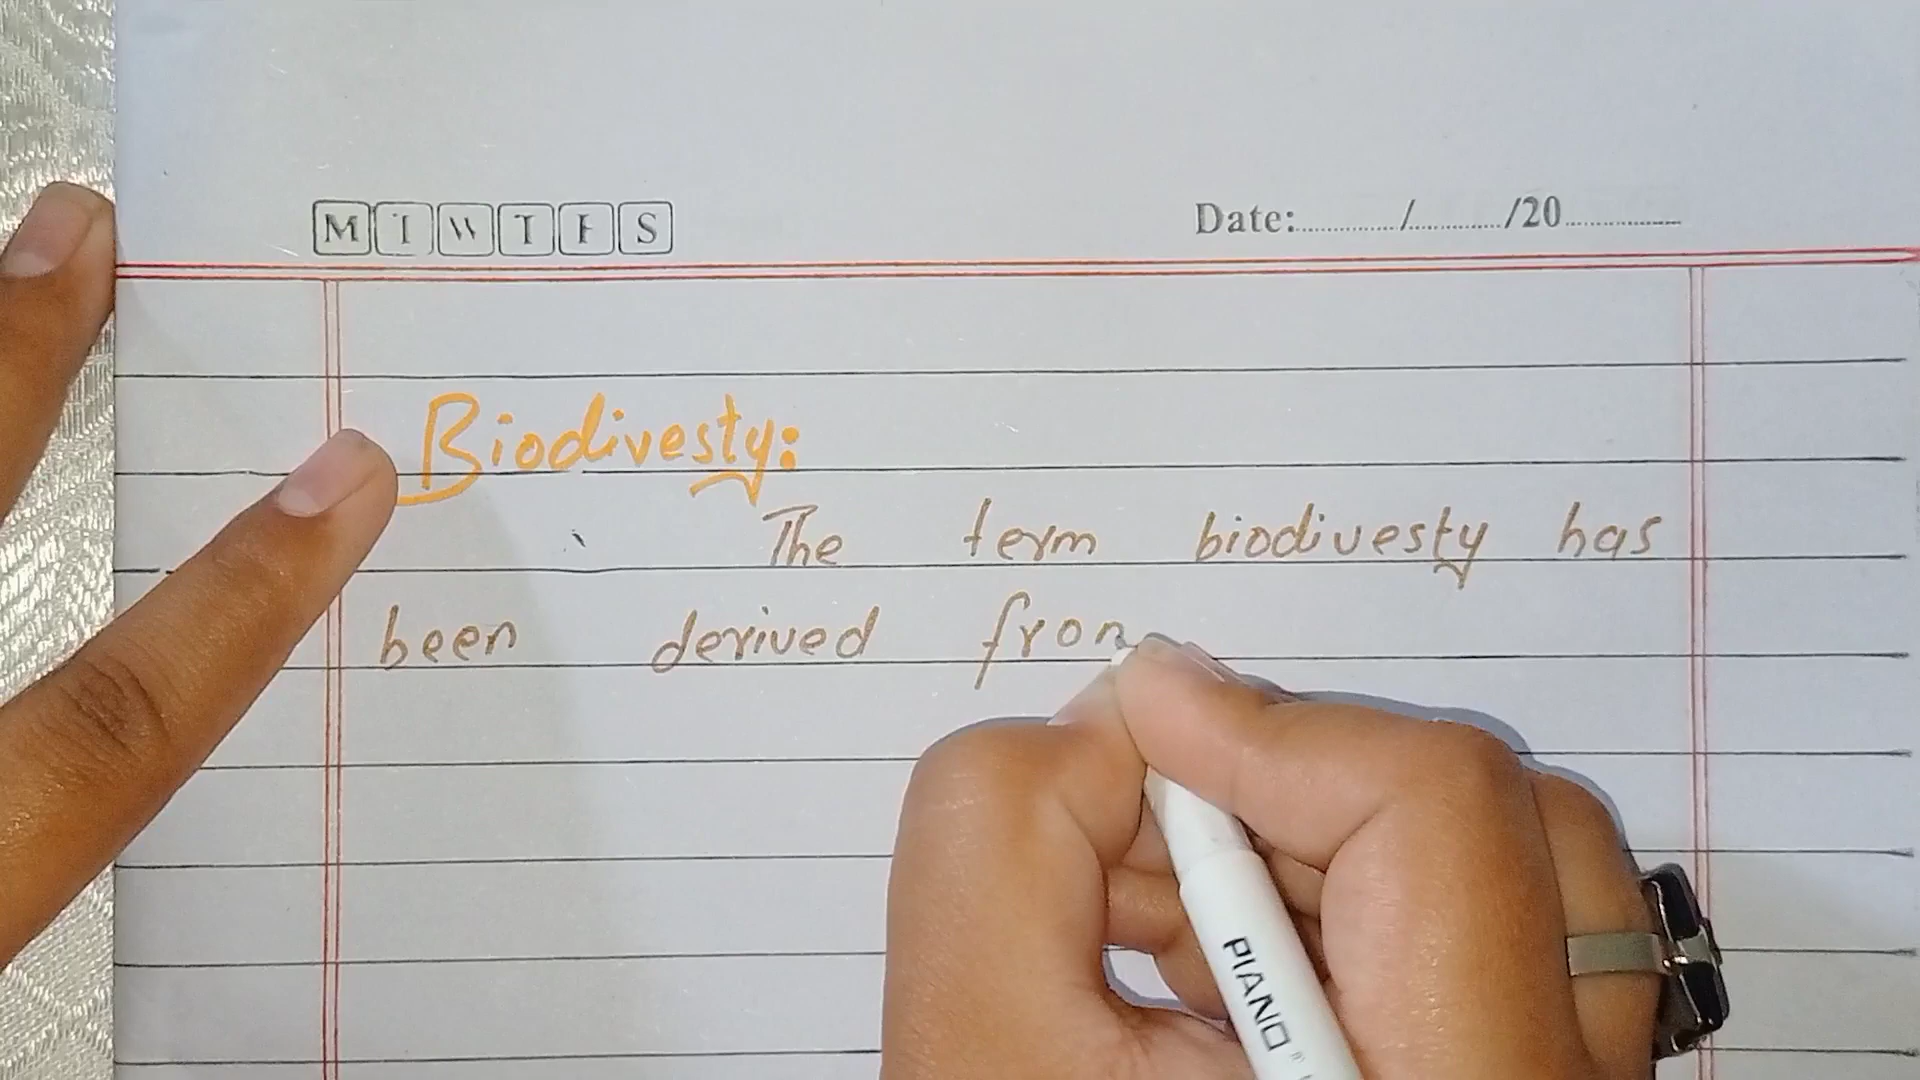 M T W T F S Date:........../........../20............
Biodivesty:
The term biodivesty has
been derived from
PIANO